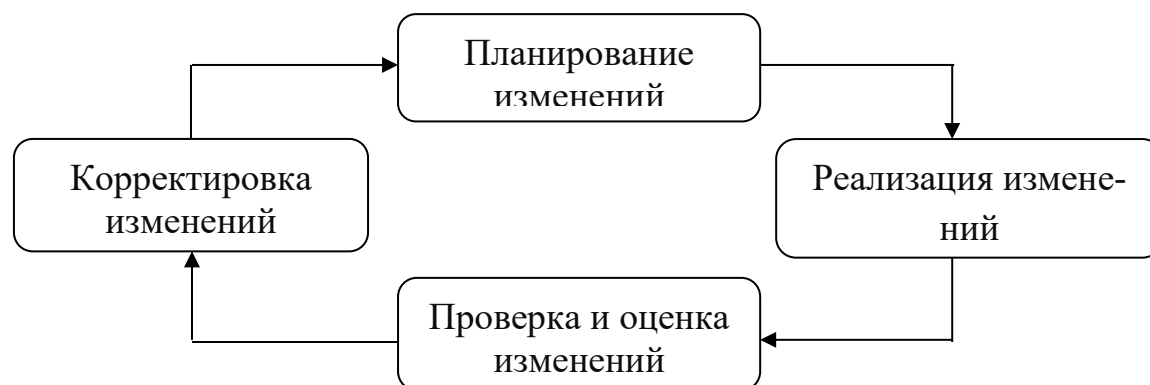 Планирование
изменений
Корректировка
изменений
Реализация измене-
ний
Проверка и оценка
изменений